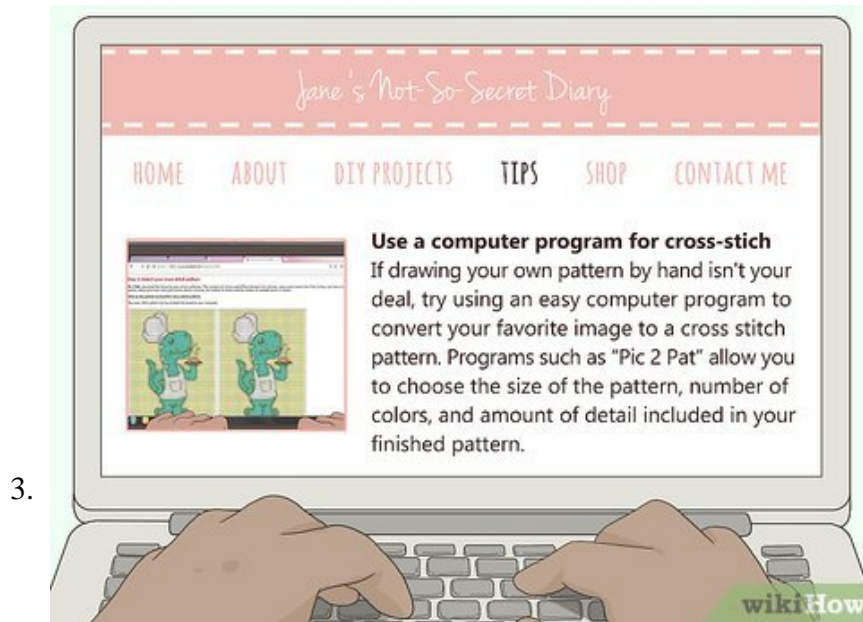 Jane's Not-So-Secret Diary
HOME ABOUT DIY PROJECTS TIPS SHOP CONTACT ME
Use a computer program for cross-stich
If drawing your own pattern by hand isn't your
deal, try using an easy computer program to
convert your favorite image to a cross stitch
pattern. Programs such as "Pic 2 Pat" allow you
to choose the size of the pattern, number of
colors, and amount of detail included in your
finished pattern.
3.
wikiHow